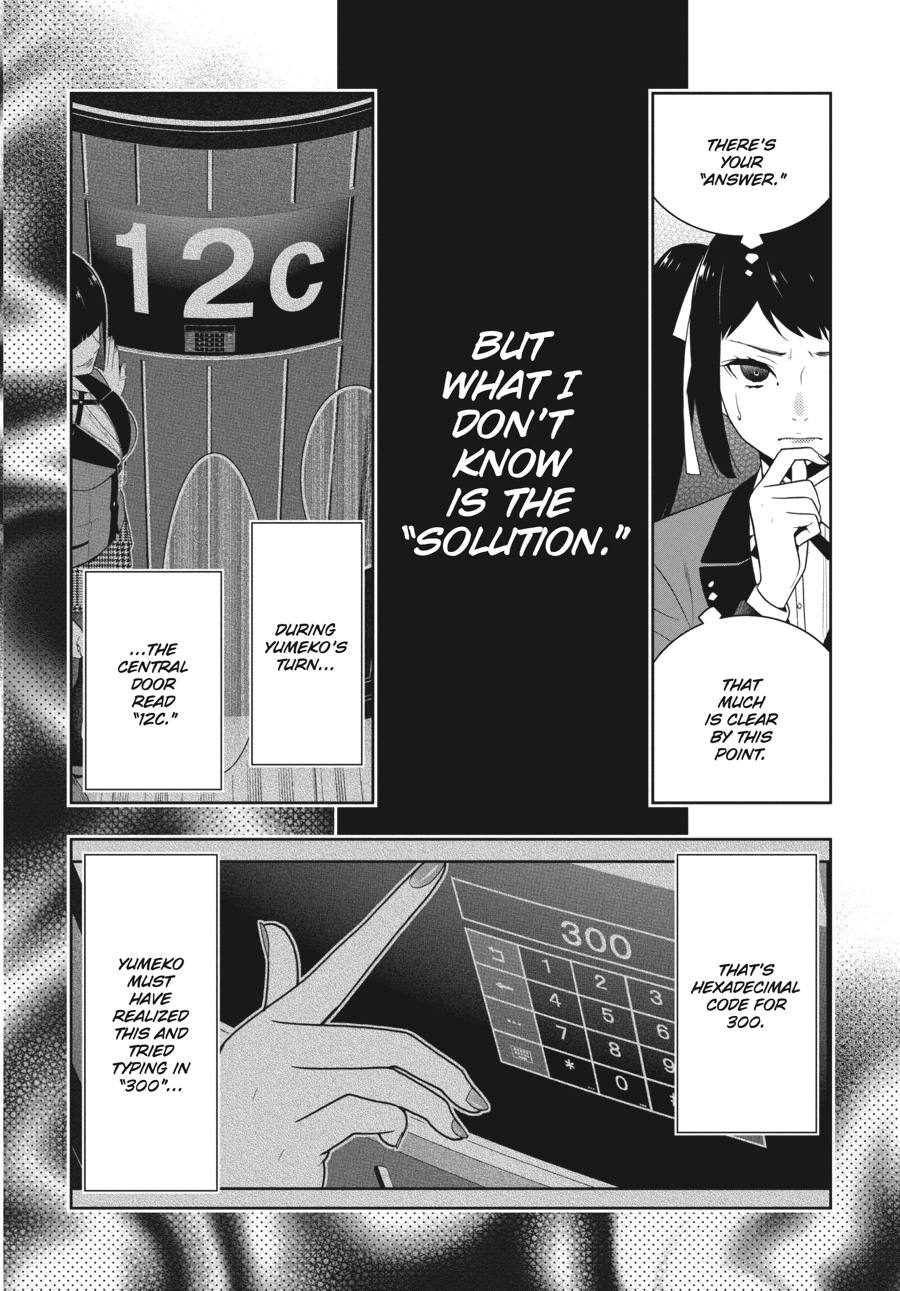 THERE'S
YOUR
"ANSWER."
THAT
MUCH
IS CLEAR
BY THIS
POINT.
BUT
WHAT I
DON'T
KNOW
IS THE
"SOLUTION."
12c
DURING
YUMEKO'S
TURN...
...THE
CENTRAL
DOOR
READ
"12C."
THAT'S
HEXADECIMAL
CODE FOR
300.
300
1 2 3
4 5 6
... 7 8 9
* 0
YUMEKO
MUST
HAVE
REALIZED
THIS AND
TRIED
TYPING IN
"300"...